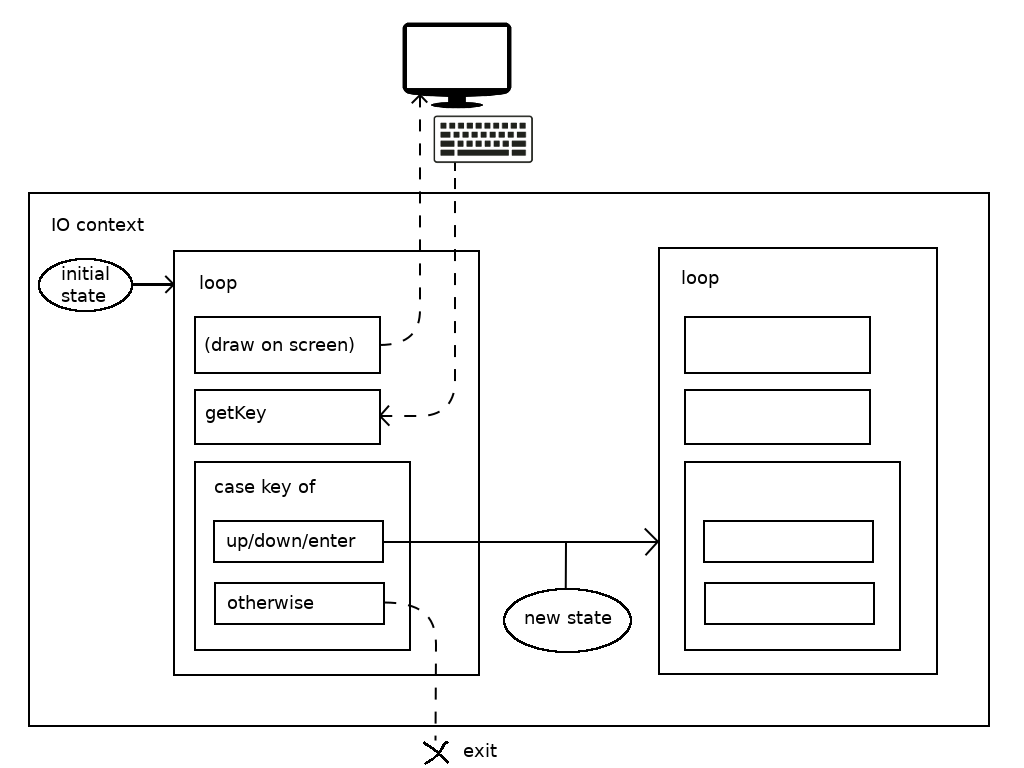 IO context
initial
state
loop
(draw on screen)
getKey
case key of
up/down/enter
otherwise
new state
loop
exit